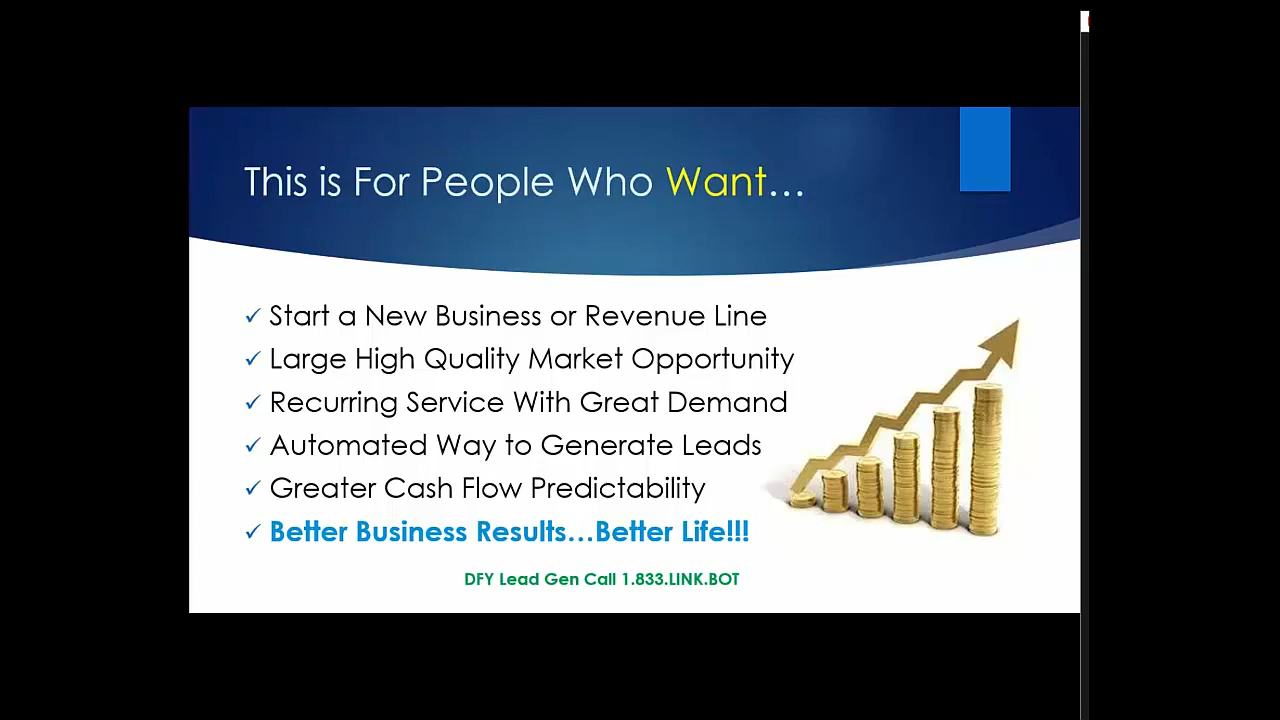 This is For People Who Want...
Start a New Business or Revenue Line
Large High Quality Market Opportunity
Recurring Service With Great Demand
Automated Way to Generate Leads
Greater Cash Flow Predictability
Better Business Results...Better Life!!!
DFY Lead Gen Call 1.833.LINK.BOT